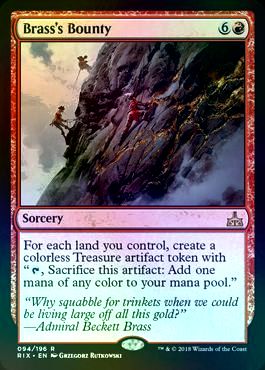 Brass's Bounty 6
Sorcery
For each land you control, create a
colorless Treasure artifact token with
“, Sacrifice this artifact: Add one
mana of any color to your mana pool.”
“Why squabble for trinkets when we could
be living large off all this gold?”
—Admiral Beckett Brass
094/196 R
RIX • EN GRZEGORZ RUTKOWSKI
™ & © 2018 Wizards of the Coast